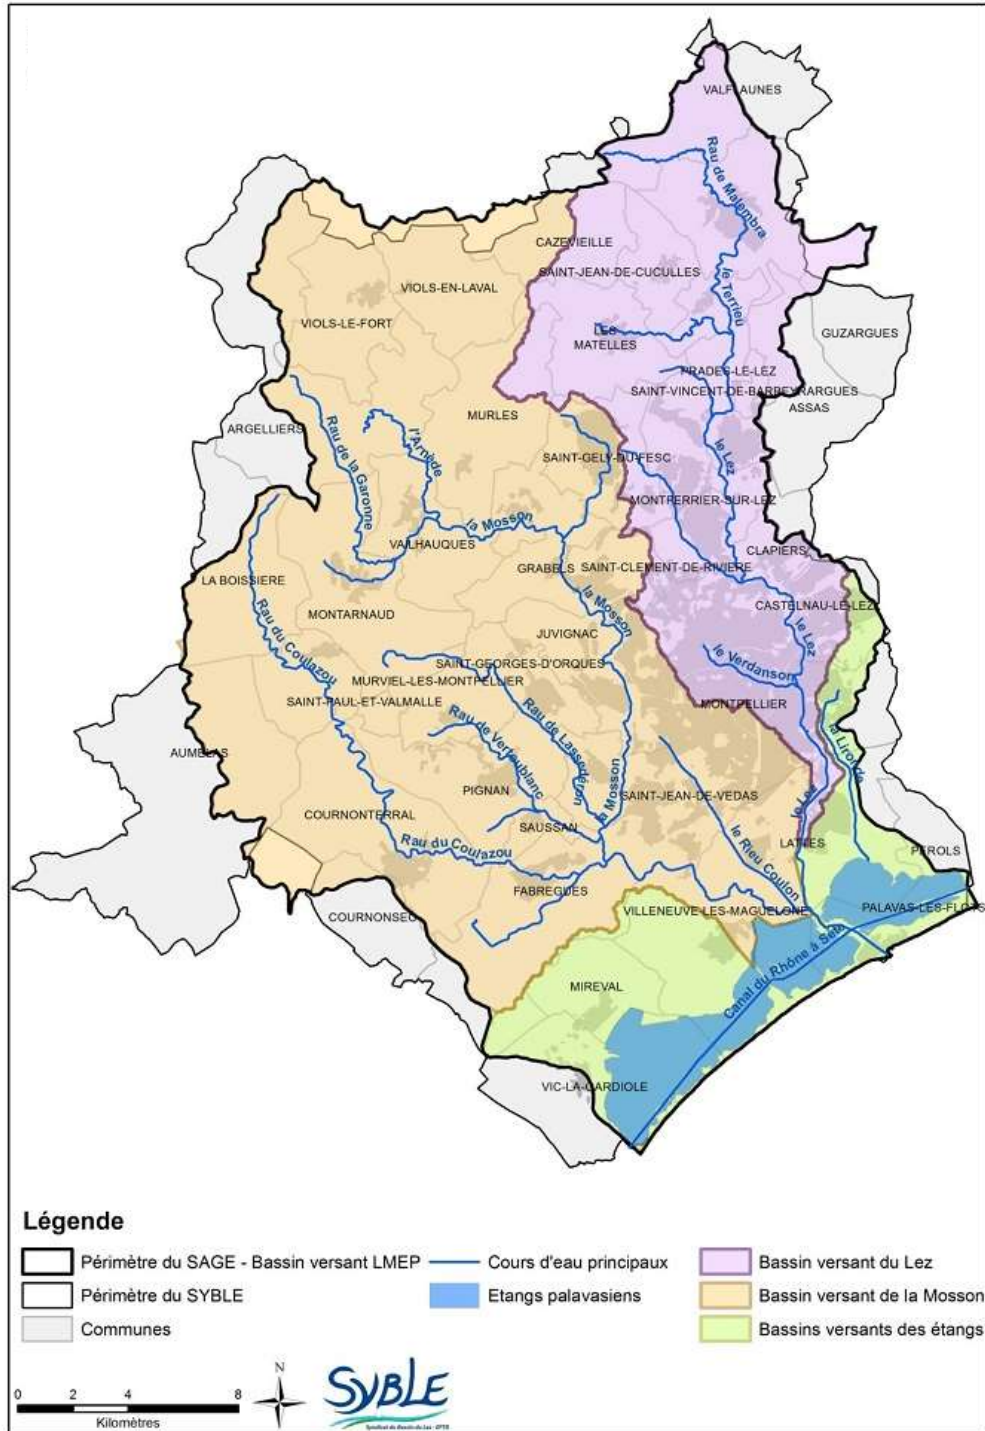 VALFLAUNES
Rau de Malembra
CAZEVIEILLE
SAINT-JEAN-DE-CUCULLES
le Terrieu
VIOLS-EN-LAVAL
VIOLS-LE-FORT
GUZARGUES
LES
MATELLES
PRADES-LE-LEZ
SAINT-VINCENT-DE-BARBEYRARGUES
ASSAS
MURLES
ARGELLIERS
Rau de la Garonne
l'Arnède
le Lez
SAINT-GELY-DU-FESC
MONTFERRIER-SUR-LEZ
la Mosson
VAILHAUQUES
CLAPIERS
GRABELS
SAINT-CLEMENT-DE-RIVIERE
LA BOISSIERE
MONTARNAUD
la Mosson
CASTELNAU-LE-LEZ
Rau du Coulazou
JUVIGNAC
le Lez
SAINT-GEORGES-D'ORQUES
le Verdanson
MURVIEL-LES-MONTPELLIER
SAINT-PAUL-ET-VALMALLE
MONTPELLIER
Rau de Vertoublanc
Rau de Lassedéron
la Lironde
AUMELAS
la Mosson
PIGNAN
SAINT-JEAN-DE-VEDAS
le Lez
COURNONTERRAL
SAUSSAN
le Rieu Coulon
LATTES
Rau du Coulazou
PEROLS
FABREGUES
COURNONSEC
VILLENEUVE-LES-MAGUELONE
PALAVAS-LES-FLOTS
Canal du Rhône à Sète
MIREVAL
VIC-LA-GARDIOLE
Légende
Périmètre du SAGE - Bassin versant LMEP
Cours d'eau principaux
Bassin versant du Lez
Périmètre du SYBLE
Etangs palavasiens
Bassin versant de la Mosson
Communes
Bassins versants des étangs
N
0 2 4 8
Kilomètres
SYBLE
Syndicat du Bassin du Lez - EPTB